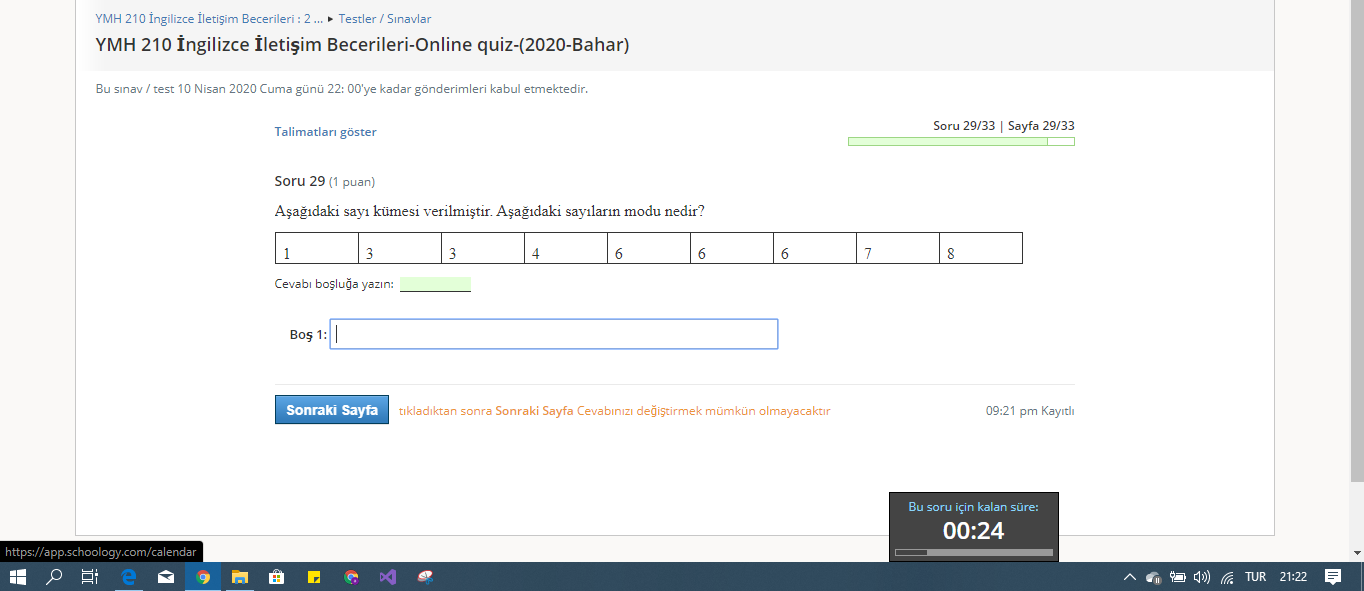 YMH 210 İngilizce İletişim Becerileri : 2 ... ▸ Testler / Sınavlar
YMH 210 İngilizce İletişim Becerileri-Online quiz-(2020-Bahar)
Bu sınav / test 10 Nisan 2020 Cuma günü 22: 00'ye kadar gönderimleri kabul etmektedir.
Talimatları göster
Soru 29/33 | Sayfa 29/33
Soru 29 (1 puan)
Aşağıdaki sayı kümesi verilmiştir. Aşağıdaki sayıların modu nedir?
1 3 3 4 6 6 6 7 8
Cevabı boşluğa yazın:
Boş 1:
Sonraki Sayfa tıkladıktan sonra Sonraki Sayfa Cevabınızı değiştirmek mümkün olmayacaktır 09:21 pm Kayıtlı
Bu soru için kalan süre:
00:24
https://app.schoology.com/calendar
TUR 21:22